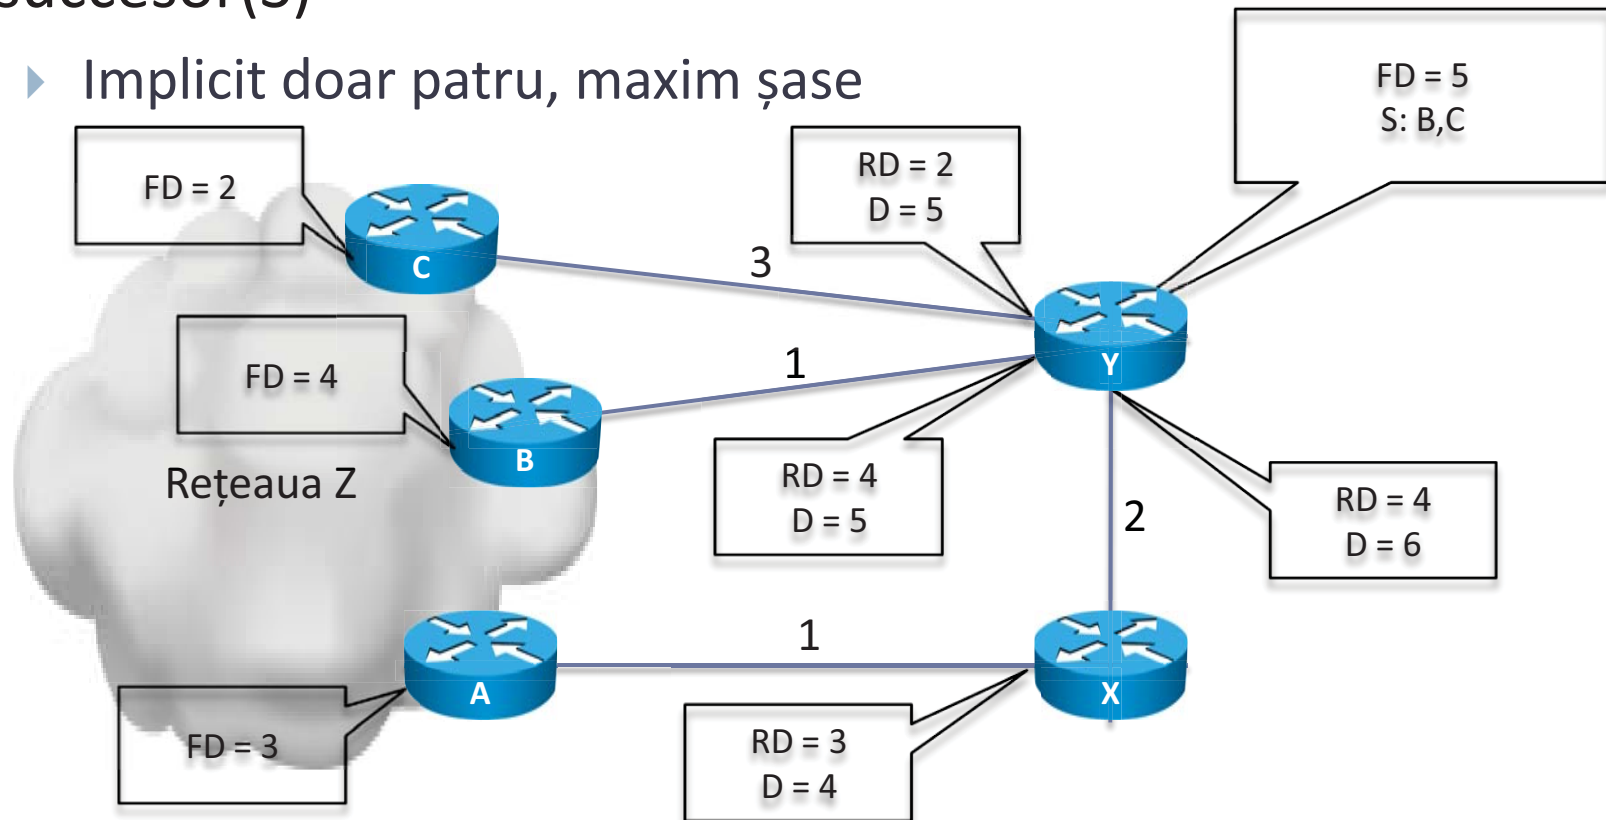 succesor(S)
Implicit doar patru, maxim șase
FD = 5
S: B,C
FD = 2
RD = 2
D = 5
C
3
FD = 4
1
Y
B
Rețeaua Z
RD = 4
D = 5
2
RD = 4
D = 6
A
1
X
FD = 3
RD = 3
D = 4